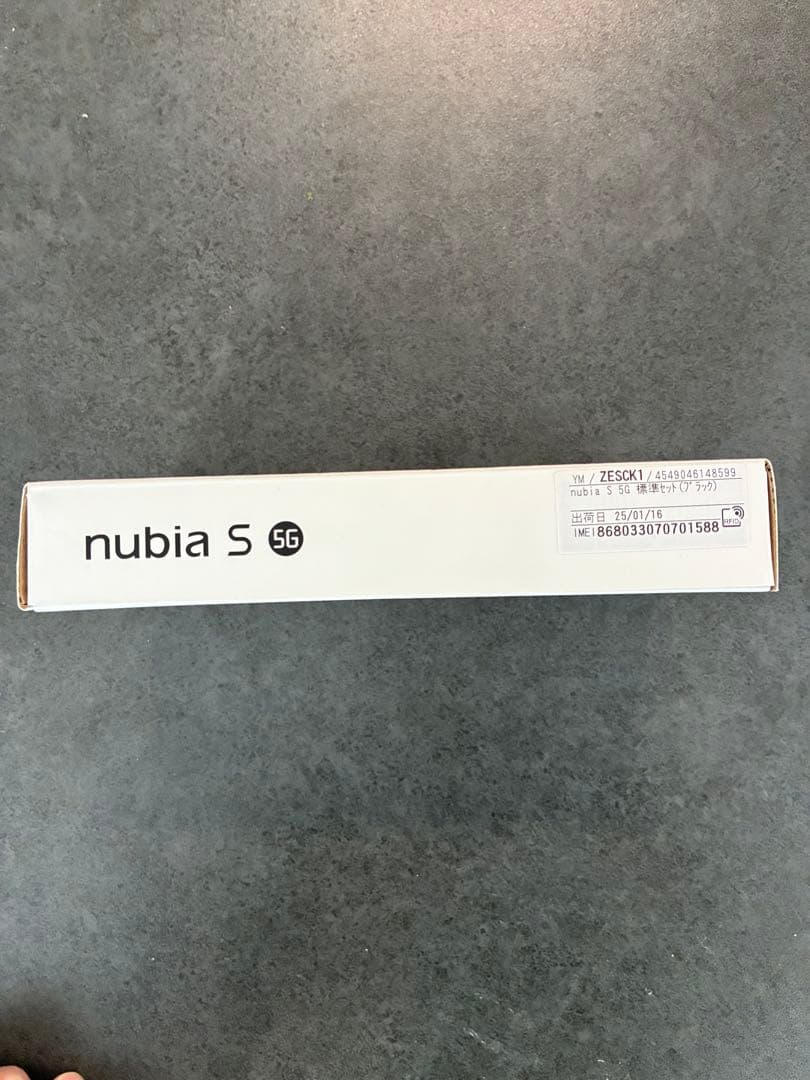 nubia S 5G
YM / ZESCK1 / 4549046148599
nubia S 5G 標準ｾｯﾄ(ﾌﾞﾗｯｸ)
出荷日 25/01/16
IMEI 868033070701588
RFID